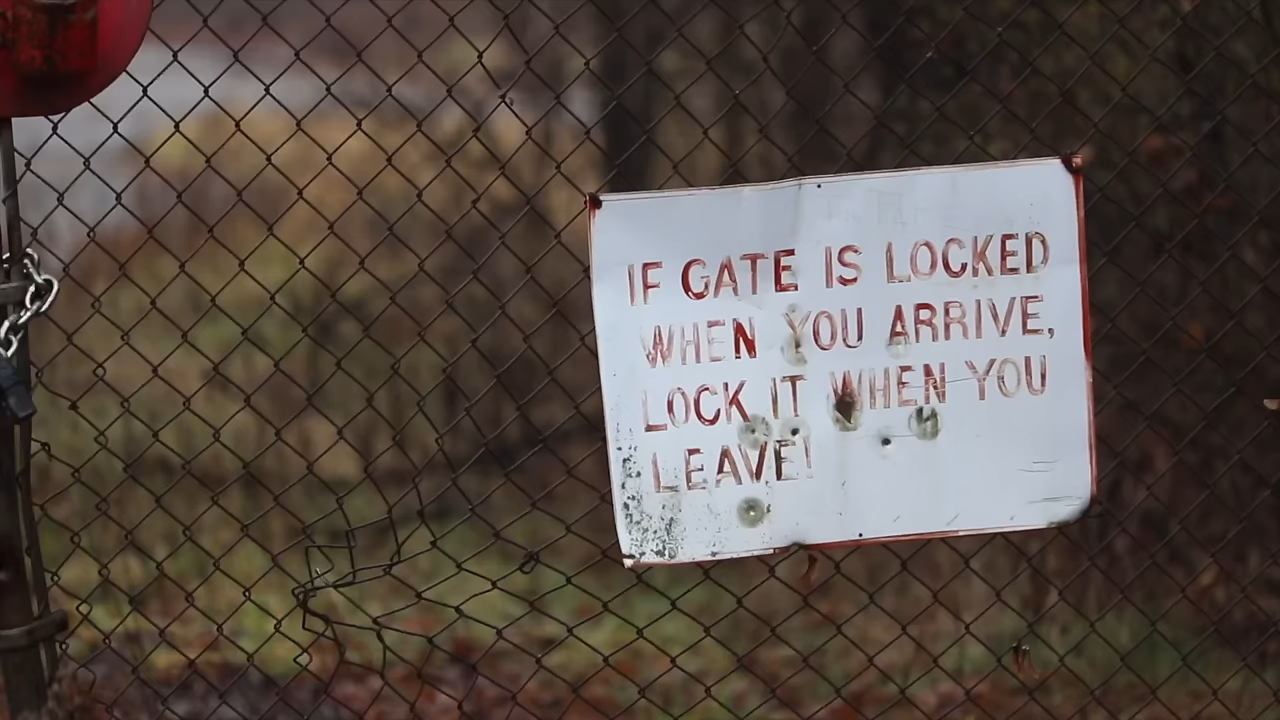 IF GATE IS LOCKED
WHEN YOU ARRIVE,
LOCK IT WHEN YOU
LEAVE!